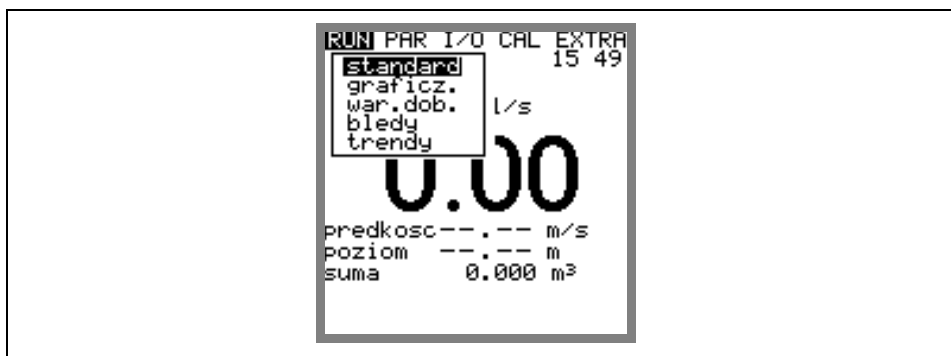 RUN PAR I/O CAL EXTRA
15 49
standard
graficz.
war.dob.
bledy
trendy
l/s
0.00
predkosc--.-- m/s
poziom --.-- m
suma 0.000 m³